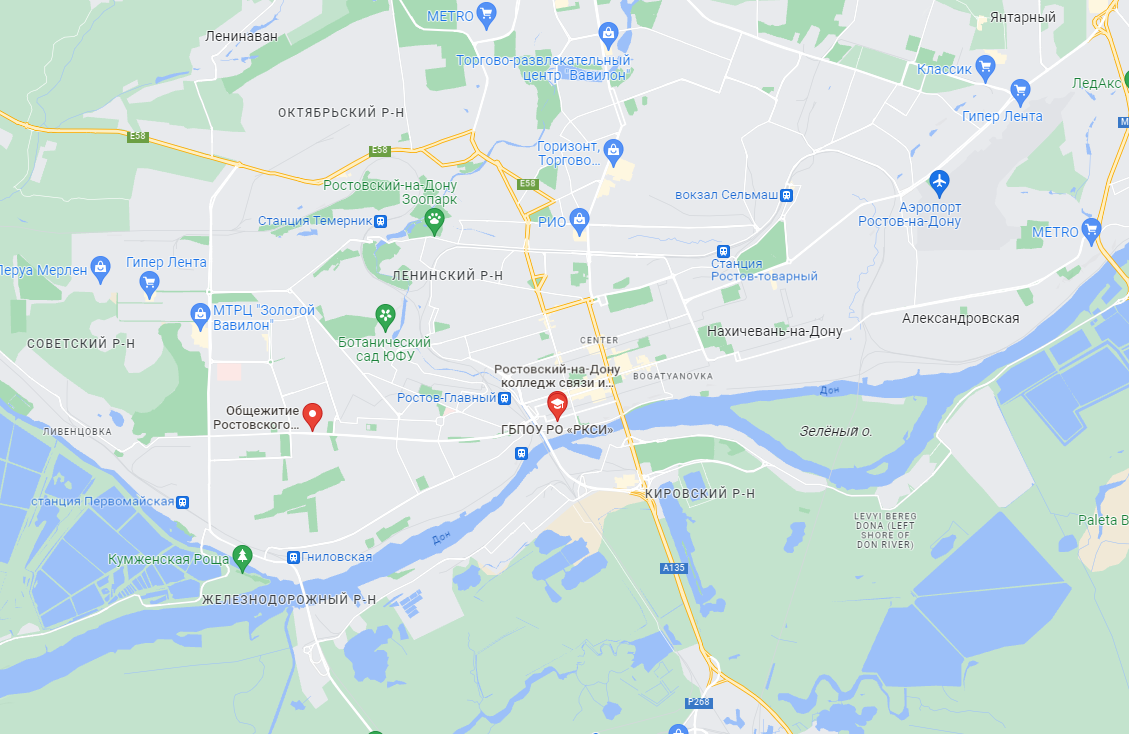 METRO
Янтарный
Ленинаван
Торгово-развлекательный
центр "Вавилон"
Классик
ЛедАкс
ОКТЯБРЬСКИЙ Р-Н
Гипер Лента
E58
E58
Горизонт,
Торгово...
E58
Ростовский-на-Дону
Зоопарк
вокзал Сельмаш
Станция Темерник
РИО
Аэропорт
Ростов-на-Дону
METRO
Гипер Лента
Леруа Мерлен
ЛЕНИНСКИЙ Р-Н
Станция
Ростов-товарный
МТРЦ "Золотой
Вавилон"
Александровская
Нахичевань-на-Дону
СОВЕТСКИЙ Р-Н
Ботанический
сад ЮФУ
CENTER
Ростовский-на-Дону
колледж связи и...
BOGATYANOVKA
Дон
Ростов-Главный
Общежитие
Ростовского...
ГБПОУ РО «РКСИ»
Зелёный о.
ЛИВЕНЦОВКА
станция Первомайская
КИРОВСКИЙ Р-Н
LEVYI BEREG
DONA (LEFT
SHORE OF
DON RIVER)
Paleta B
Дон
Кумженская Роща
Гниловская
A135
ЖЕЛЕЗНОДОРОЖНЫЙ Р-Н
P268